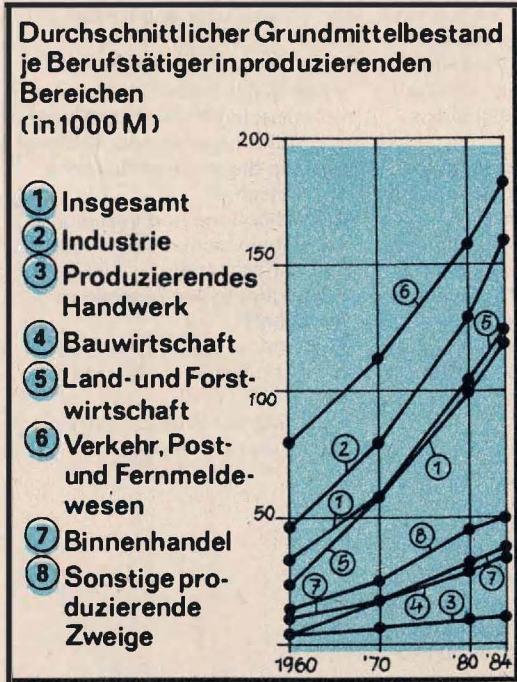 Durchschnittlicher Grundmittelbestand
je Berufstätiger in produzierenden
Bereichen
(in 1000 M)
1 Insgesamt
2 Industrie
3 Produzierendes
Handwerk
4 Bauwirtschaft
5 Land- und Forst-
wirtschaft
6 Verkehr, Post-
und Fernmelde-
wesen
7 Binnenhandel
8 Sonstige pro-
duzierende
Zweige
200
150
100
50
6
5
2
1
1
5
8
7
4
7
3
1960 '70 '80 '84